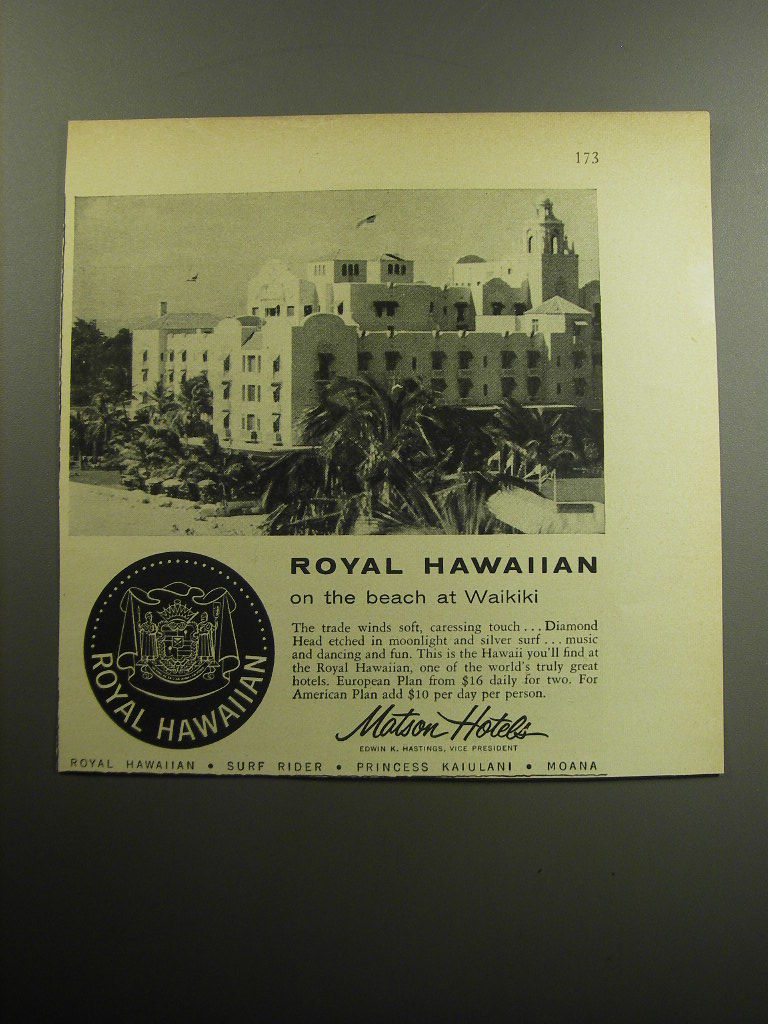 173
ROYAL HAWAIIAN
on the beach at Waikiki
The trade winds soft, caressing touch . . . Diamond
Head etched in moonlight and silver surf . . . music
and dancing and fun. This is the Hawaii you'll find at
the Royal Hawaiian, one of the world's truly great
hotels. European Plan from $16 daily for two. For
American Plan add $10 per day per person.
Matson Hotels
EDWIN K. HASTINGS, VICE PRESIDENT
ROYAL HAWAIIAN
ROYAL HAWAIIAN • SURF RIDER • PRINCESS KAIULANI • MOANA